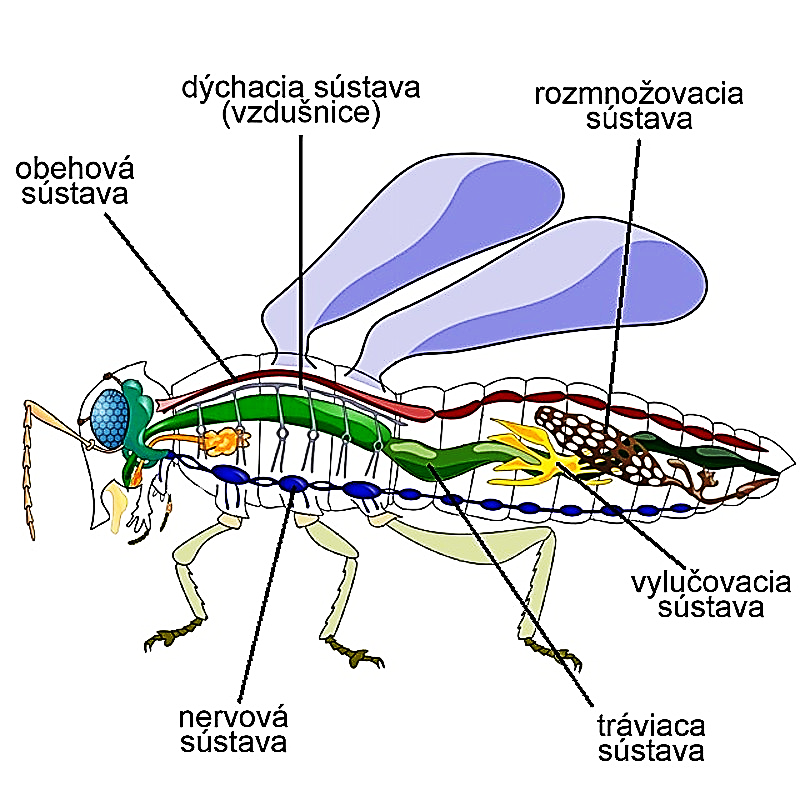 dýchacia sústava
(vzdušnice)
rozmnožovacia
sústava
obehová
sústava
vylučovacia
sústava
nervová
sústava
tráviaca
sústava